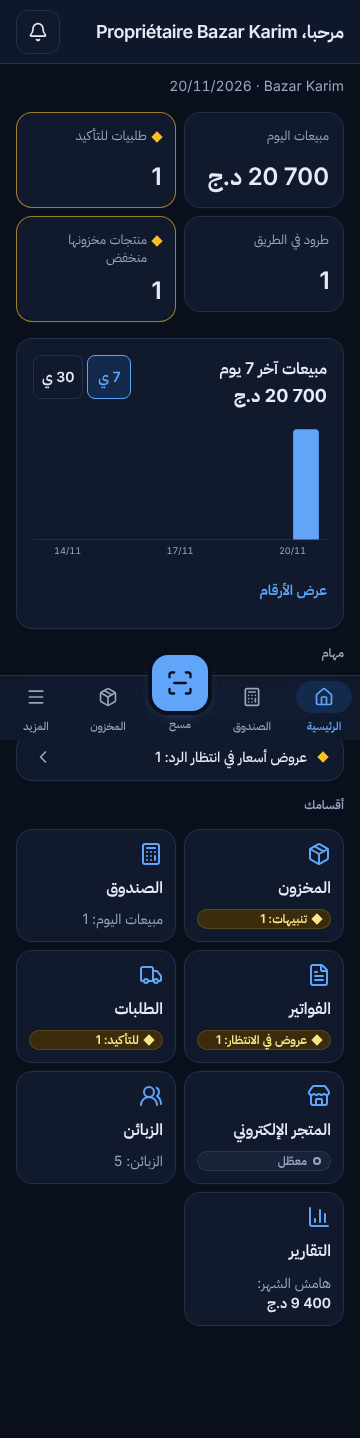 مرحبا، Propriétaire Bazar Karim
20/11/2026 · Bazar Karim
مبيعات اليوم
20 700 د.ج
طلبيات للتأكيد
1
طرود في الطريق
1
منتجات مخزونها
منخفض
1
مبيعات آخر 7 يوم
20 700 د.ج
7 ي
30 ي
14/11
17/11
20/11
عرض الأرقام
مهام
الرئيسية
الصندوق
مسح
المخزون
المزيد
عروض أسعار في انتظار الرد: 1
أقسامك
المخزون
تنبيهات: 1
الصندوق
مبيعات اليوم: 1
الفواتير
عروض في الانتظار: 1
الطلبات
للتأكيد: 1
المتجر الإلكتروني
معطّل
الزبائن
الزبائن: 5
التقارير
هامش الشهر:
9 400 د.ج